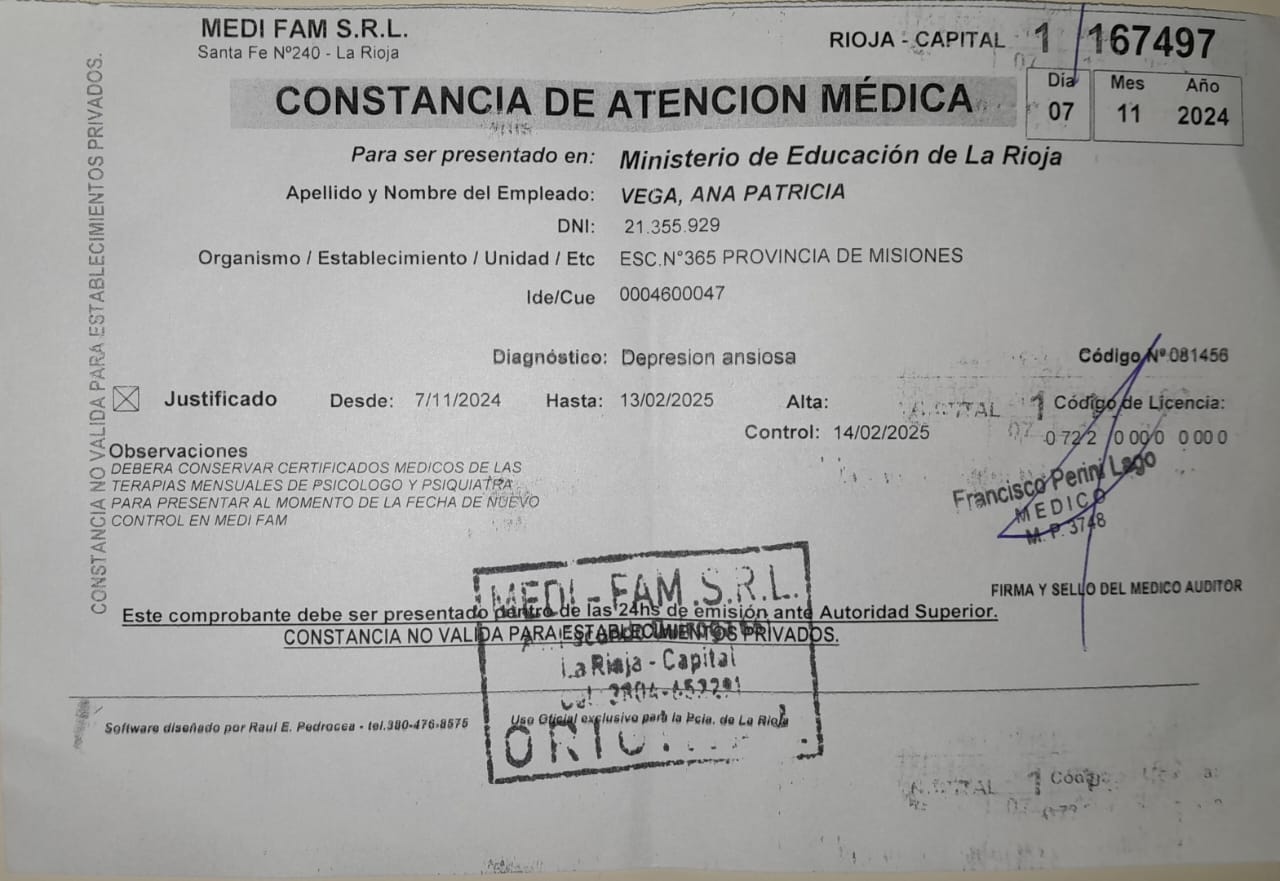 MEDI FAM S.R.L.
Santa Fe Nº240 - La Rioja
RIOJA - CAPITAL 1 167497
CONSTANCIA DE ATENCION MÉDICA
Dia Mes Año
07 11 2024
Para ser presentado en: Ministerio de Educación de La Rioja
Apellido y Nombre del Empleado: VEGA, ANA PATRICIA
DNI: 21.355.929
Organismo / Establecimiento / Unidad / Etc ESC.N°365 PROVINCIA DE MISIONES
Ide/Cue 0004600047
Diagnóstico: Depresion ansiosa
Código Nº 081456
Justificado Desde: 7/11/2024 Hasta: 13/02/2025 Alta:
Código de Licencia:
Control: 14/02/2025
0722 0000 0000
Observaciones
DEBERA CONSERVAR CERTIFICADOS MEDICOS DE LAS
TERAPIAS MENSUALES DE PSICOLOGO Y PSIQUIATRA
PARA PRESENTAR AL MOMENTO DE LA FECHA DE NUEVO
CONTROL EN MEDI FAM
Francisco Perini Lago
MEDICO
M. P. 3748
FIRMA Y SELLO DEL MEDICO AUDITOR
MEDI - FAM S.R.L.
Este comprobante debe ser presentado dentro de las 24hs de emisión ante Autoridad Superior.
CONSTANCIA NO VALIDA PARA ESTABLECIMIENTOS PRIVADOS.
La Rioja - Capital
Software diseñado por Raul E. Pedrocca - tel.380-476-8575
Uso Oficial exclusivo para la Pcia. de La Rioja
CONSTANCIA NO VALIDA PARA ESTABLECIMIENTOS PRIVADOS.